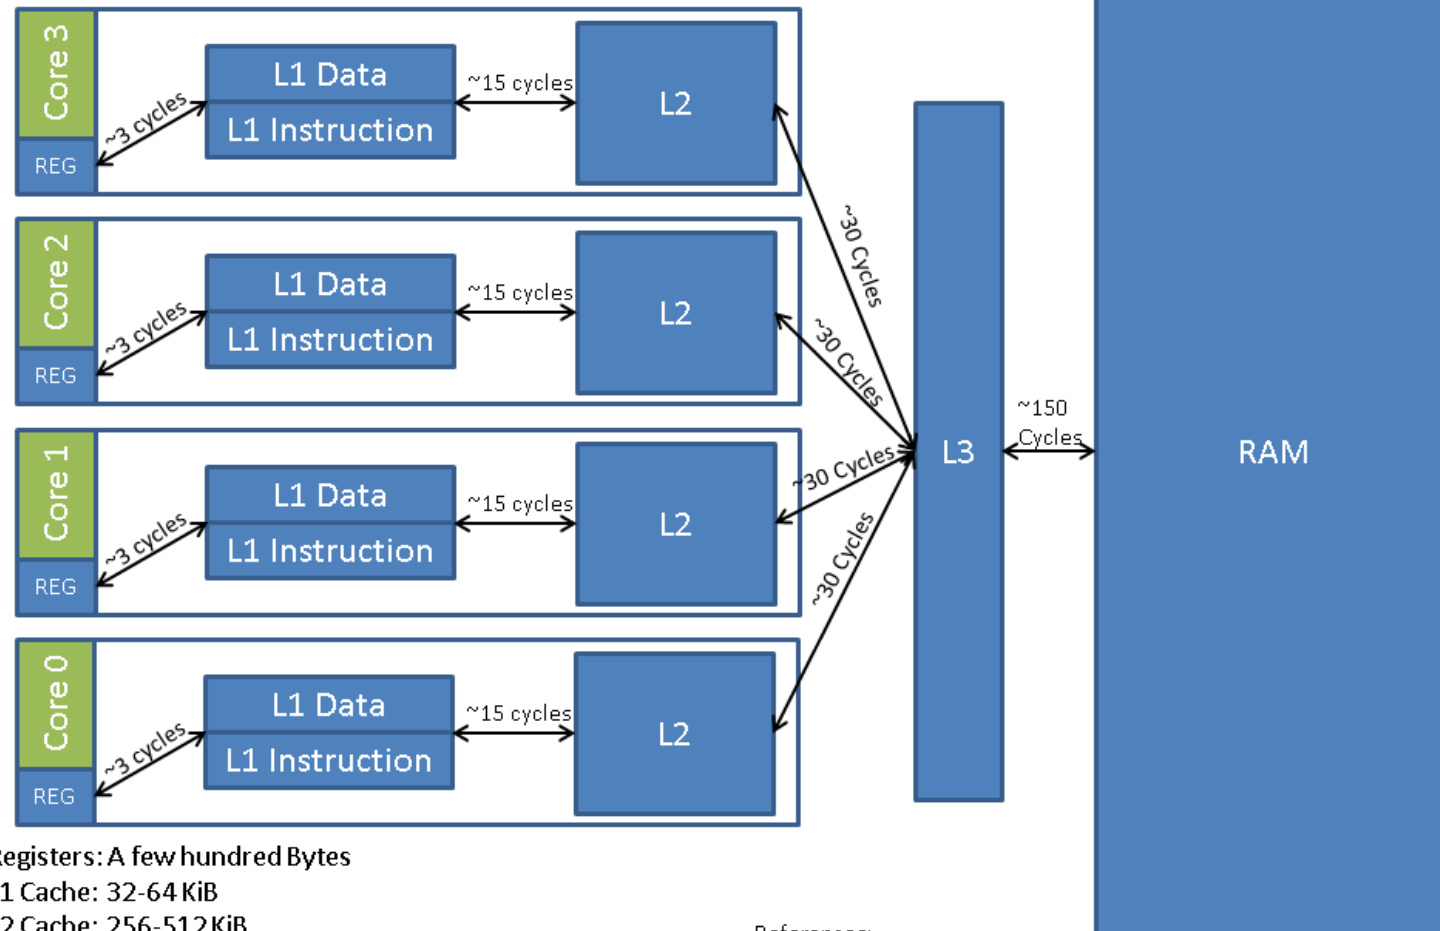 Core 3
REG
~3 cycles
L1 Data
L1 Instruction
~15 cycles
L2
~30 Cycles
Core 2
REG
~3 cycles
L1 Data
L1 Instruction
~15 cycles
L2
~30 Cycles
Core 1
REG
~3 cycles
L1 Data
L1 Instruction
~15 cycles
L2
~30 Cycles
Core 0
REG
~3 cycles
L1 Data
L1 Instruction
~15 cycles
L2
~30 Cycles
L3
~150
Cycles
RAM
Registers: A few hundred Bytes
1 Cache: 32-64 KiB
2 Cache: 256-512 KiB
References: